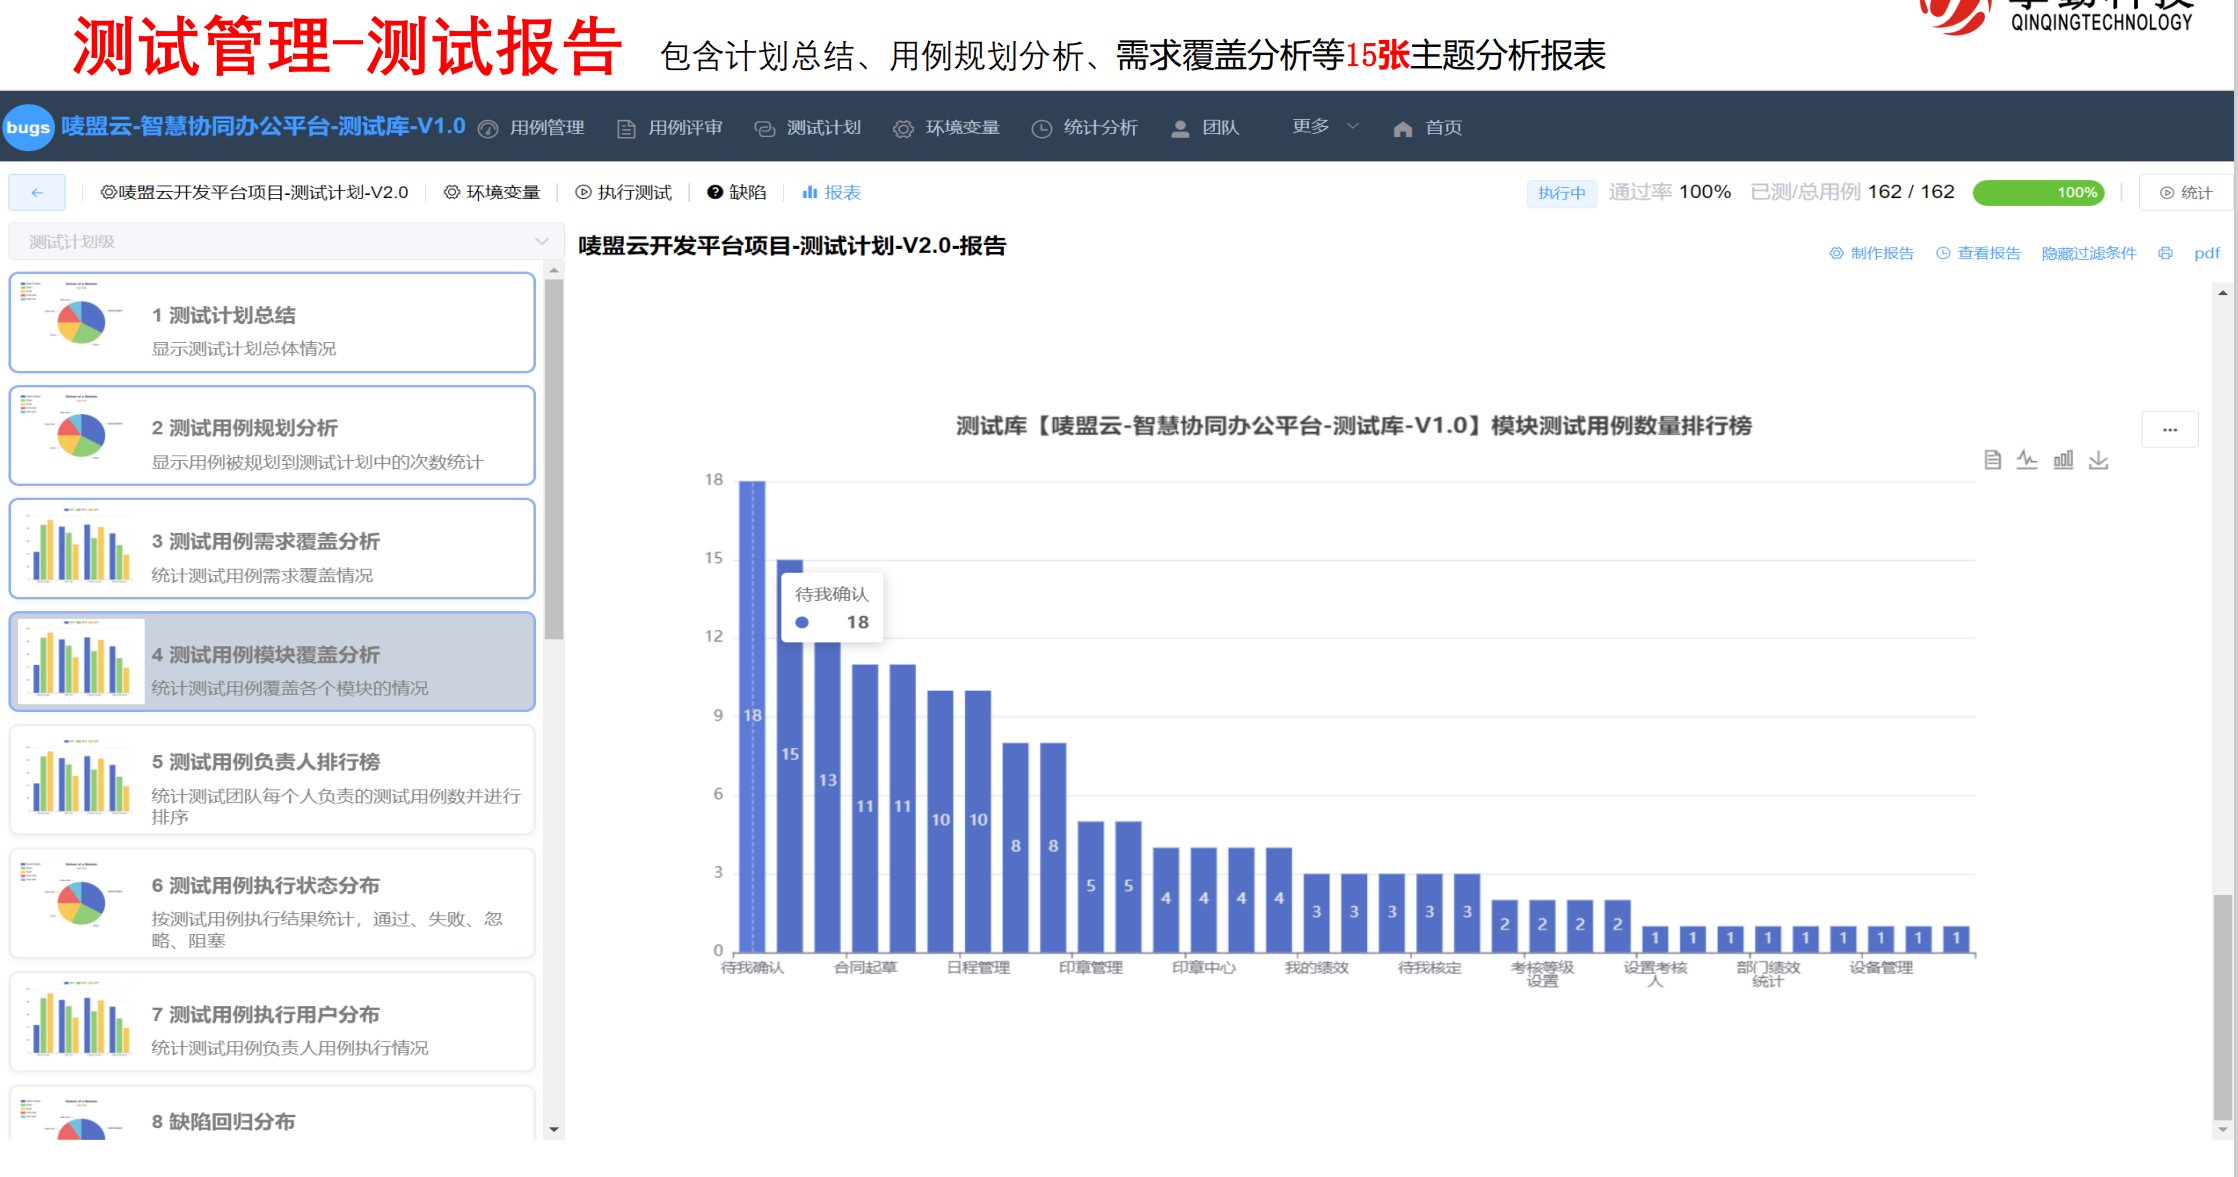 测试管理-测试报告 包含计划总结、用例规划分析、需求覆盖分析等15张主题分析报表
QINQINGTECHNOLOGY
bugs 唛盟云-智慧协同办公平台-测试库-V1.0 用例管理 用例评审 测试计划 环境变量 统计分析 团队 更多 首页
← 唛盟云开发平台项目-测试计划-V2.0 环境变量 执行测试 缺陷 报表 执行中 通过率 100% 已测/总用例 162 / 162 100% 统计
测试计划级
唛盟云开发平台项目-测试计划-V2.0-报告
制作报告 查看报告 隐藏过滤条件 pdf
1 测试计划总结
显示测试计划总体情况
2 测试用例规划分析
显示用例被规划到测试计划中的次数统计
3 测试用例需求覆盖分析
统计测试用例需求覆盖情况
4 测试用例模块覆盖分析
统计测试用例覆盖各个模块的情况
5 测试用例负责人排行榜
统计测试团队每个人负责的测试用例数并进行
排序
6 测试用例执行状态分布
按测试用例执行结果统计，通过、失败、忽
略、阻塞
7 测试用例执行用户分布
统计测试用例负责人用例执行情况
8 缺陷回归分布
测试库【唛盟云-智慧协同办公平台-测试库-V1.0】模块测试用例数量排行榜
...
18
15
12
9
6
3
0
待我确认
18
18 15 13 11 11 10 10 8 8 5 5 4 4 4 4 3 3 3 3 3 2 2 2 2 1 1 1 1 1 1 1 1 1
待我确认 合同起草 日程管理 印章管理 印章中心 我的绩效 待我核定 考核等级 设置考核 部门绩效 设备管理
设置 人 统计